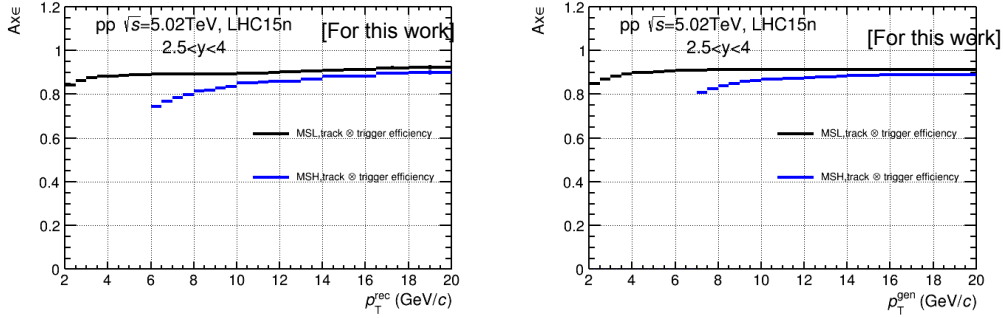 pp √s=5.02TeV, LHC15n
[For this work]
2.5<y<4
A×ϵ
1.2
1
0.8
0.6
0.4
0.2
0
MSL,track ⊗ trigger efficiency
MSH,track ⊗ trigger efficiency
2 4 6 8 10 12 14 16 18 20
p_T^rec (GeV/c)
pp √s=5.02TeV, LHC15n
[For this work]
2.5<y<4
A×ϵ
1.2
1
0.8
0.6
0.4
0.2
0
MSL,track ⊗ trigger efficiency
MSH,track ⊗ trigger efficiency
2 4 6 8 10 12 14 16 18 20
p_T^gen (GeV/c)